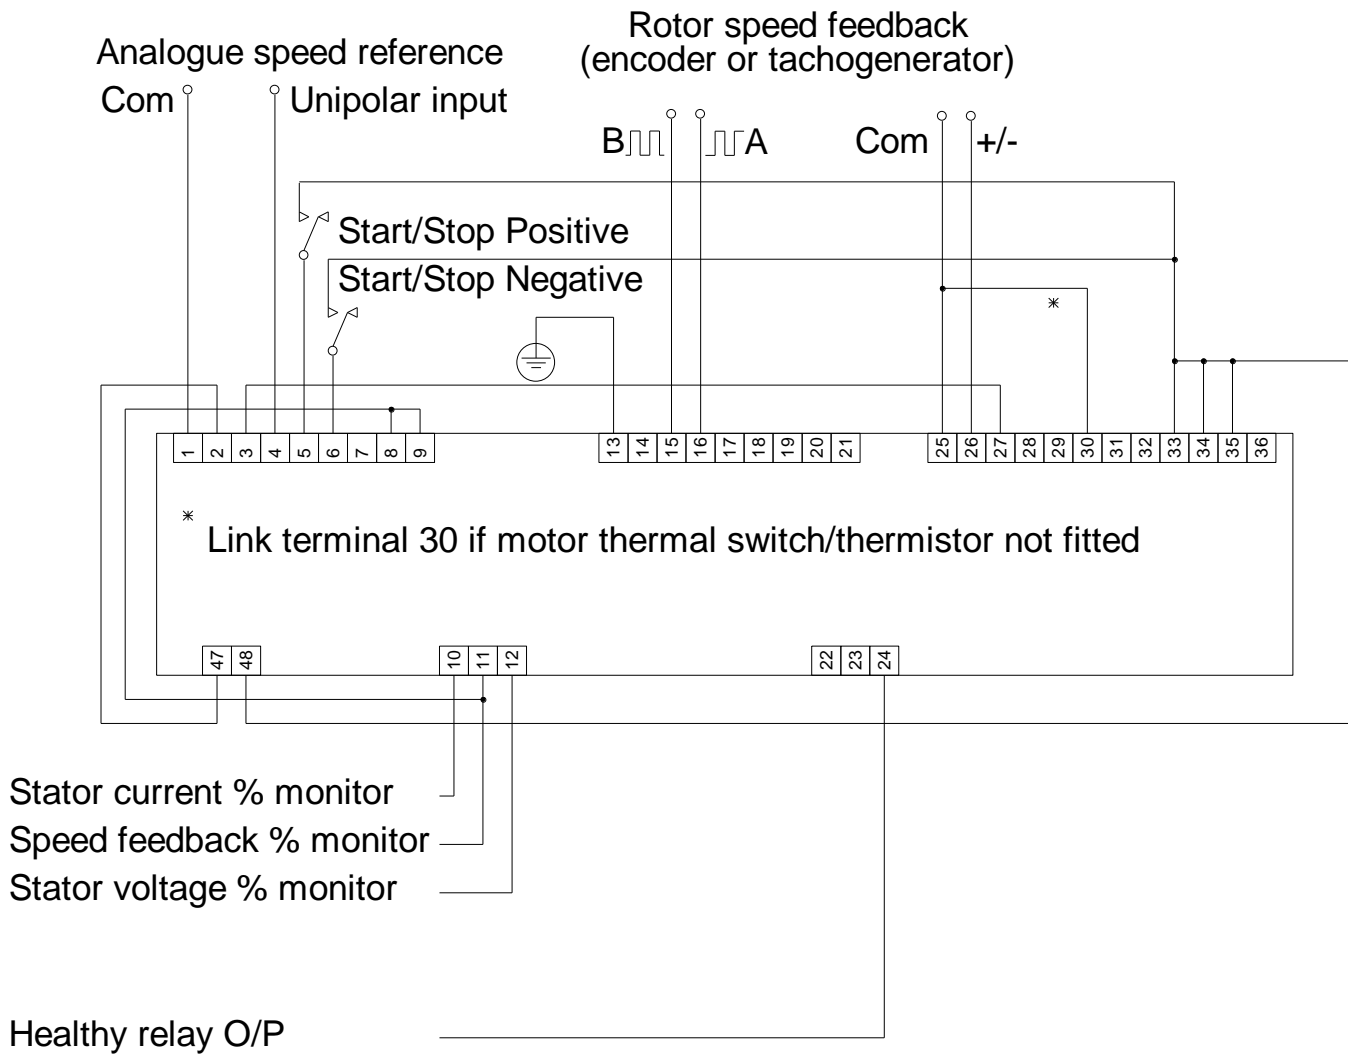 Rotor speed feedback
(encoder or tachogenerator)
Analogue speed reference
Com
Unipolar input
B
A
Com
+/-
Start/Stop Positive
Start/Stop Negative
*
1 2 3 4 5 6 7 8 9
13 14 15 16 17 18 19 20 21
25 26 27 28 29 30 31 32 33 34 35 36
* Link terminal 30 if motor thermal switch/thermistor not fitted
47 48
10 11 12
22 23 24
Stator current % monitor
Speed feedback % monitor
Stator voltage % monitor
Healthy relay O/P